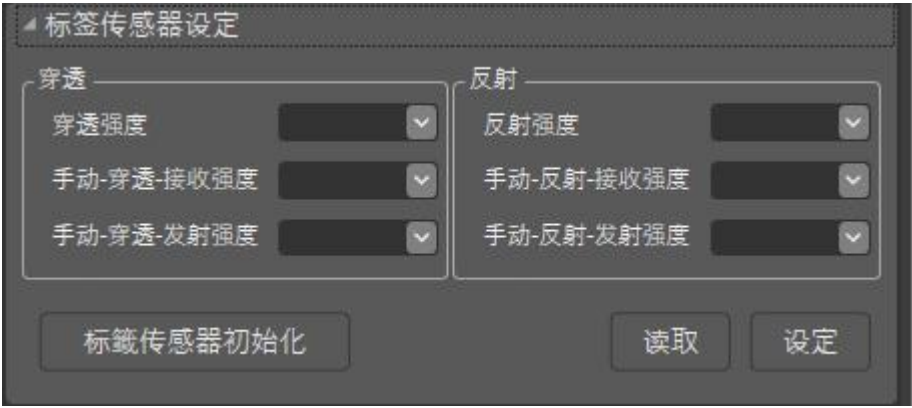 标签传感器设定
穿透
穿透强度
手动-穿透-接收强度
手动-穿透-发射强度
反射
反射强度
手动-反射-接收强度
手动-反射-发射强度
标籤传感器初始化
读取
设定